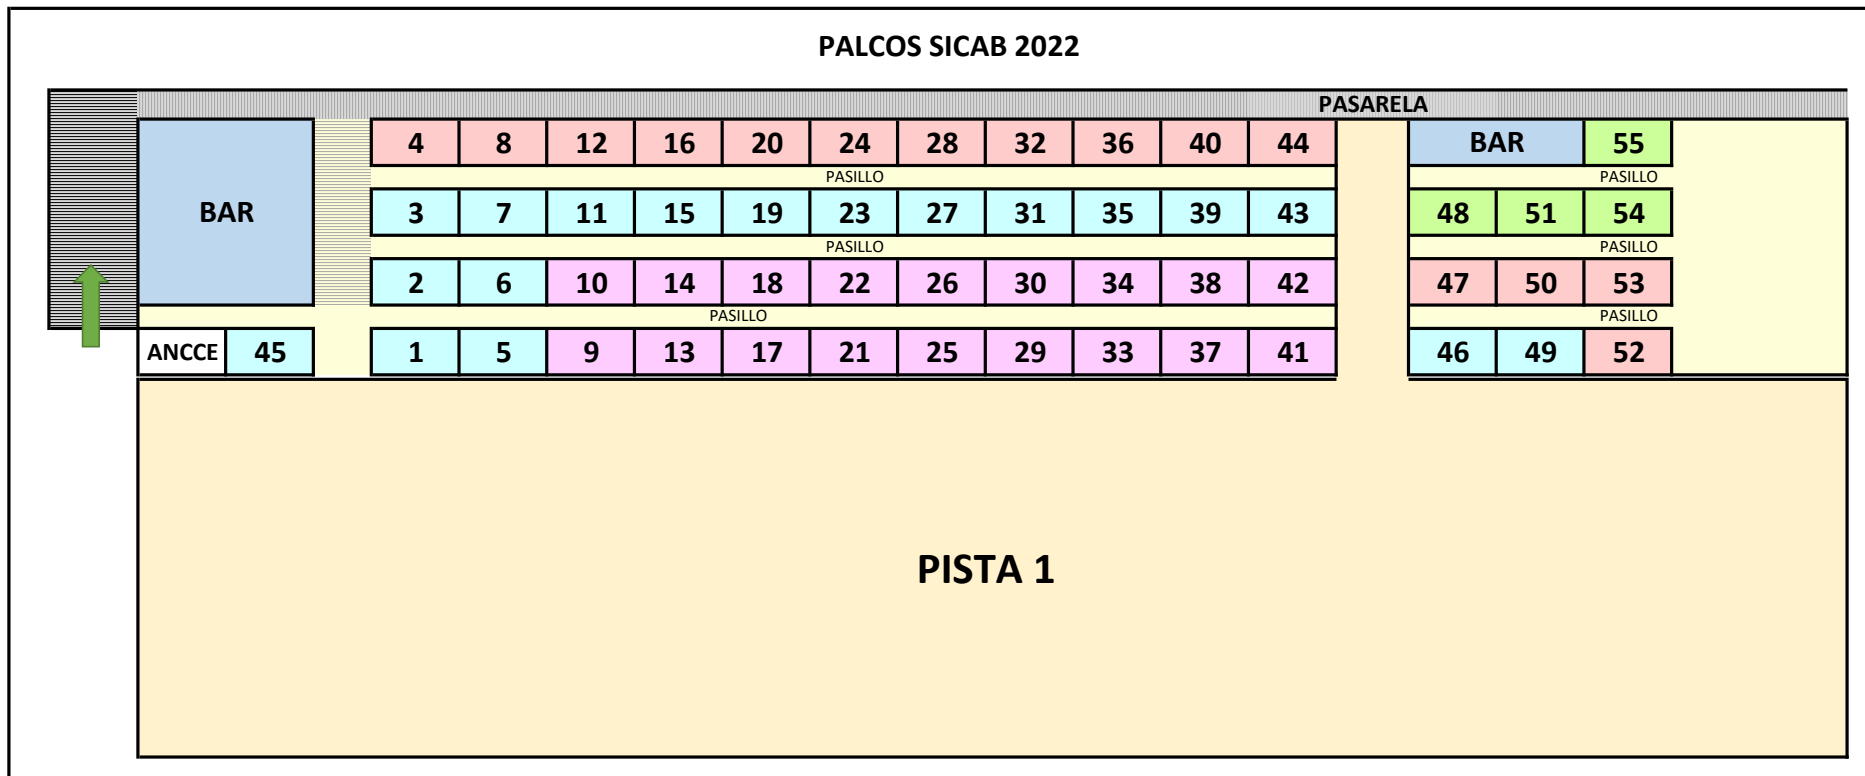 PALCOS SICAB 2022
PASARELA
4 8 12 16 20 24 28 32 36 40 44 BAR 55
PASILLO PASILLO
BAR 3 7 11 15 19 23 27 31 35 39 43 48 51 54
PASILLO PASILLO
2 6 10 14 18 22 26 30 34 38 42 47 50 53
PASILLO PASILLO
ANCCE 45 1 5 9 13 17 21 25 29 33 37 41 46 49 52
PISTA 1